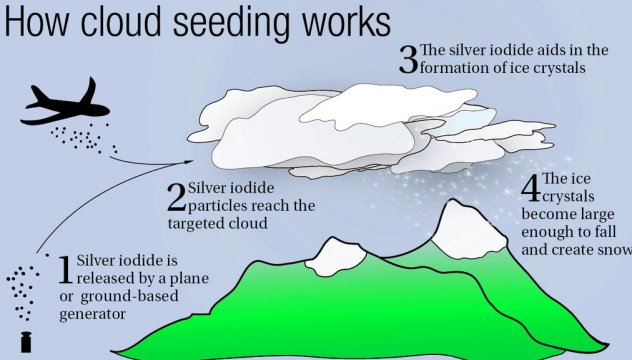 How cloud seeding works
1 Silver iodide is
released by a plane
or ground-based
generator
2 Silver iodide
particles reach the
targeted cloud
3 The silver iodide aids in the
formation of ice crystals
4 The ice
crystals
become large
enough to fall
and create snow